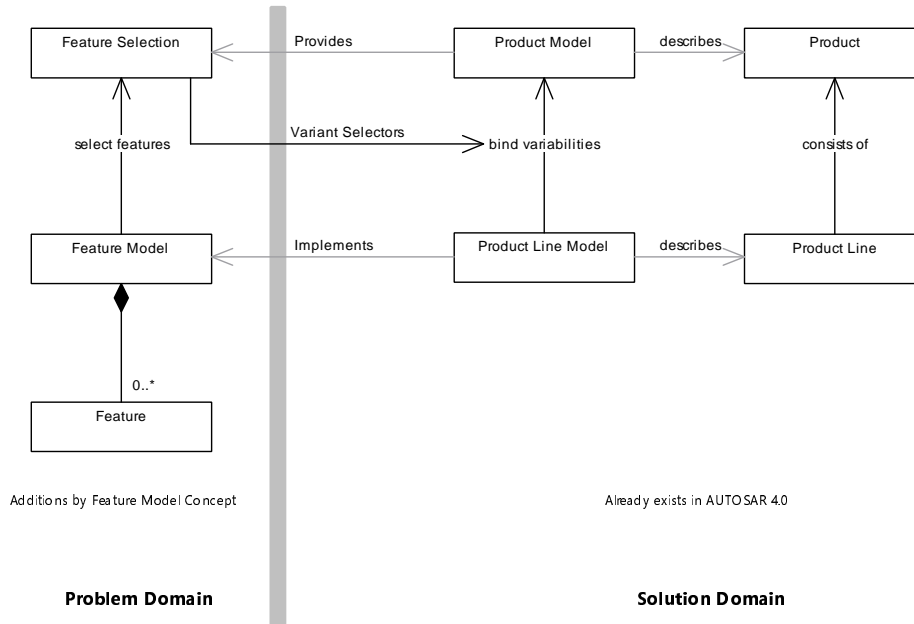 Feature Selection
Provides
Product Model
describes
Product
select features
Variant Selectors
bind variabilities
consists of
Feature Model
Implements
Product Line Model
describes
Product Line
0..*
Feature
Additions by Feature Model Concept
Already exists in AUTOSAR 4.0
Problem Domain
Solution Domain